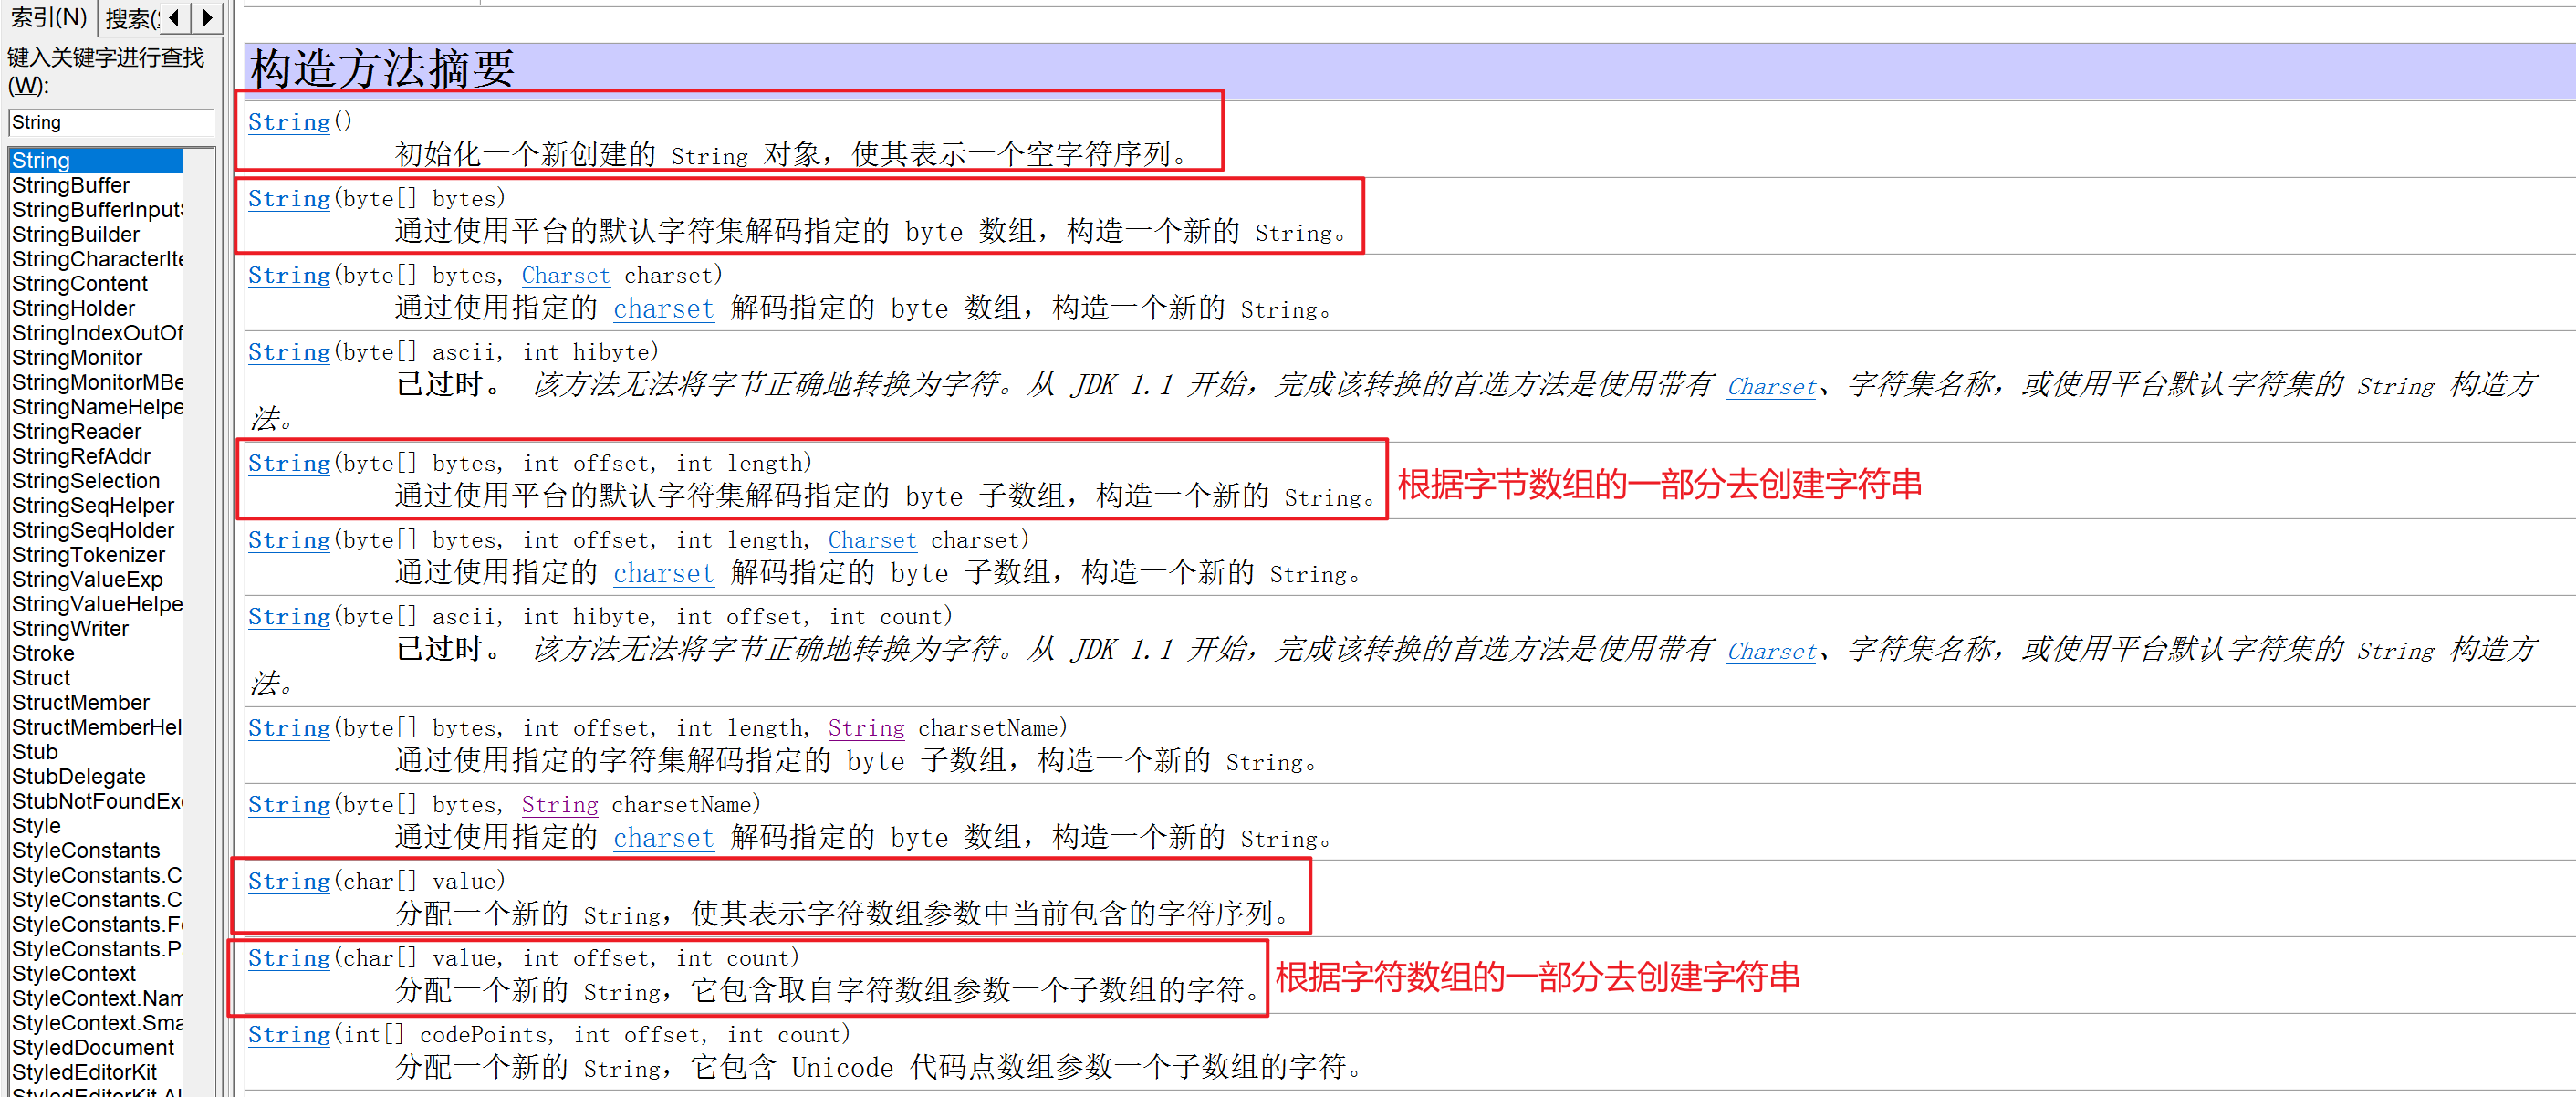 索引(N) 搜索(
键入关键字进行查找
(W):
String
String
StringBuffer
StringBufferInputS
StringBuilder
StringCharacterIte
StringContent
StringHolder
StringIndexOutOf
StringMonitor
StringMonitorMBe
StringNameHelpe
StringReader
StringRefAddr
StringSelection
StringSeqHelper
StringSeqHolder
StringTokenizer
StringValueExp
StringValueHelpe
StringWriter
Stroke
Struct
StructMember
StructMemberHel
Stub
StubDelegate
StubNotFoundExc
Style
StyleConstants
StyleConstants.C
StyleConstants.C
StyleConstants.F
StyleConstants.P
StyleContext
StyleContext.Nam
StyleContext.Sma
StyledDocument
StyledEditorKit
StyledEditorKit.Al
构造方法摘要
String()
初始化一个新创建的 String 对象，使其表示一个空字符序列。
String(byte[] bytes)
通过使用平台的默认字符集解码指定的 byte 数组，构造一个新的 String。
String(byte[] bytes, Charset charset)
通过使用指定的 charset 解码指定的 byte 数组，构造一个新的 String。
String(byte[] ascii, int hibyte)
已过时。 该方法无法将字节正确地转换为字符。从 JDK 1.1 开始，完成该转换的首选方法是使用带有 Charset、字符集名称，或使用平台默认字符集的 String 构造方
法。
String(byte[] bytes, int offset, int length)
通过使用平台的默认字符集解码指定的 byte 子数组，构造一个新的 String。
根据字节数组的一部分去创建字符串
String(byte[] bytes, int offset, int length, Charset charset)
通过使用指定的 charset 解码指定的 byte 子数组，构造一个新的 String。
String(byte[] ascii, int hibyte, int offset, int count)
已过时。 该方法无法将字节正确地转换为字符。从 JDK 1.1 开始，完成该转换的首选方法是使用带有 Charset、字符集名称，或使用平台默认字符集的 String 构造方
法。
String(byte[] bytes, int offset, int length, String charsetName)
通过使用指定的字符集解码指定的 byte 子数组，构造一个新的 String。
String(byte[] bytes, String charsetName)
通过使用指定的 charset 解码指定的 byte 数组，构造一个新的 String。
String(char[] value)
分配一个新的 String，使其表示字符数组参数中当前包含的字符序列。
String(char[] value, int offset, int count)
分配一个新的 String，它包含取自字符数组参数一个子数组的字符。
根据字符数组的一部分去创建字符串
String(int[] codePoints, int offset, int count)
分配一个新的 String，它包含 Unicode 代码点数组参数一个子数组的字符。